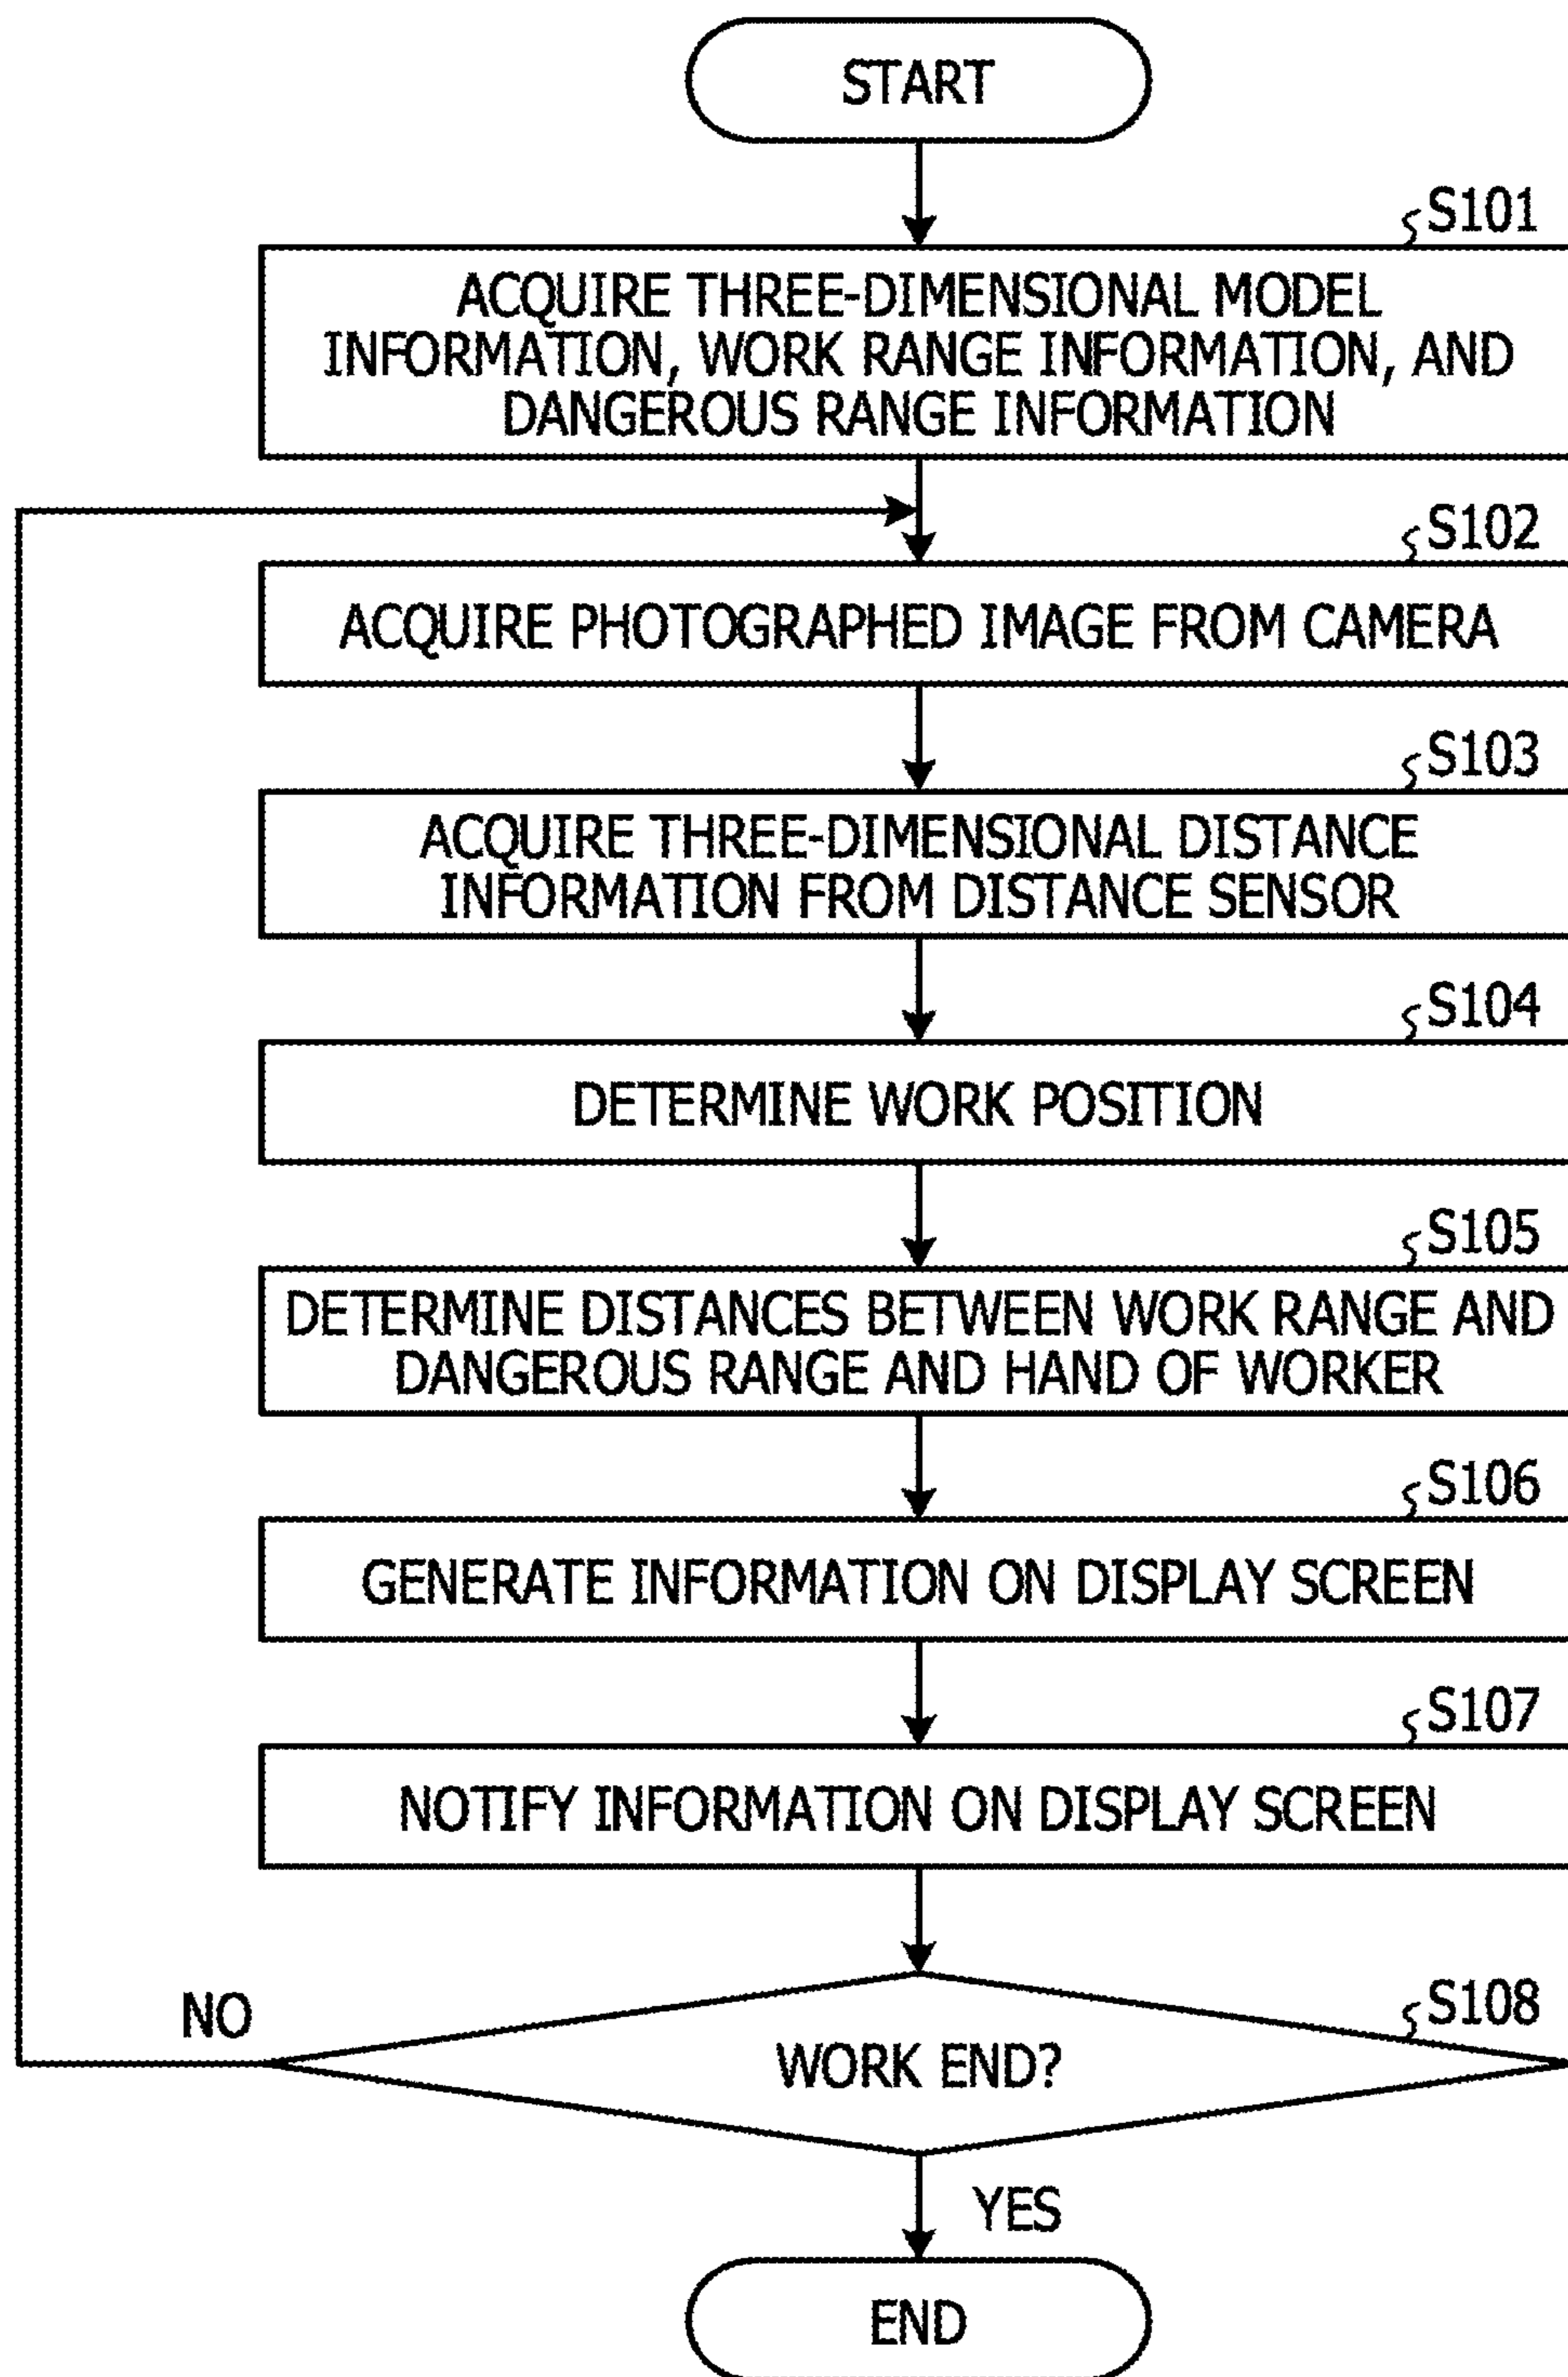 START
S101
ACQUIRE THREE-DIMENSIONAL MODEL
INFORMATION, WORK RANGE INFORMATION, AND
DANGEROUS RANGE INFORMATION
S102
ACQUIRE PHOTOGRAPHED IMAGE FROM CAMERA
S103
ACQUIRE THREE-DIMENSIONAL DISTANCE
INFORMATION FROM DISTANCE SENSOR
S104
DETERMINE WORK POSITION
S105
DETERMINE DISTANCES BETWEEN WORK RANGE AND
DANGEROUS RANGE AND HAND OF WORKER
S106
GENERATE INFORMATION ON DISPLAY SCREEN
S107
NOTIFY INFORMATION ON DISPLAY SCREEN
S108
NO
WORK END?
YES
END